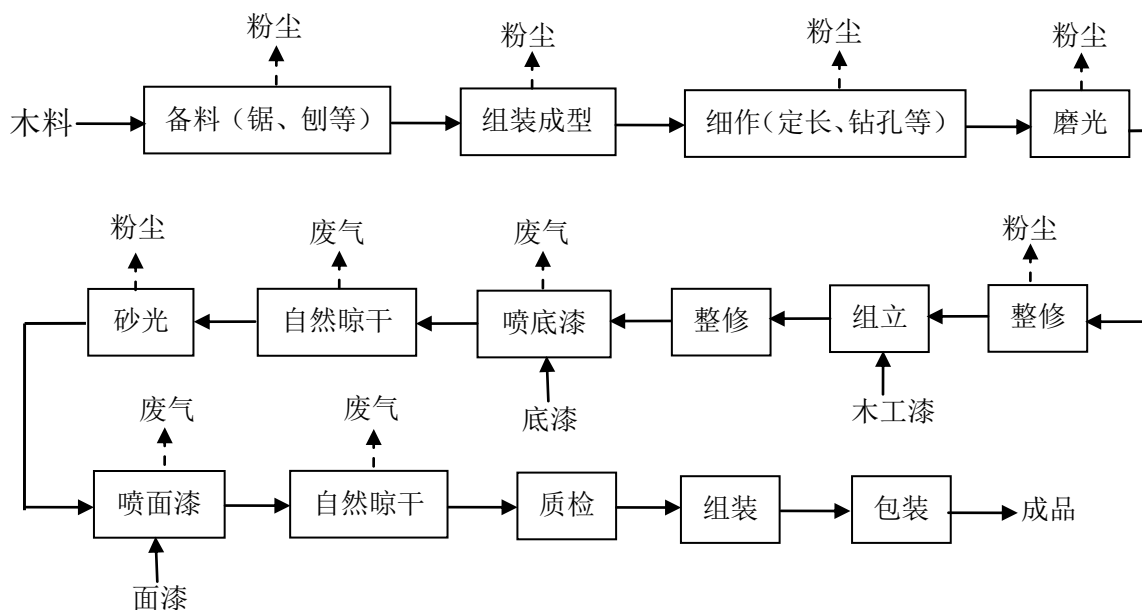 粉尘 粉尘 粉尘 粉尘
木料 备料（锯、刨等） 组装成型 细作(定长、钻孔等） 磨光
粉尘 废气 废气 粉尘
砂光 自然晾干 喷底漆 整修 组立 整修
底漆 木工漆
废气 废气
喷面漆 自然晾干 质检 组装 包装 成品
面漆